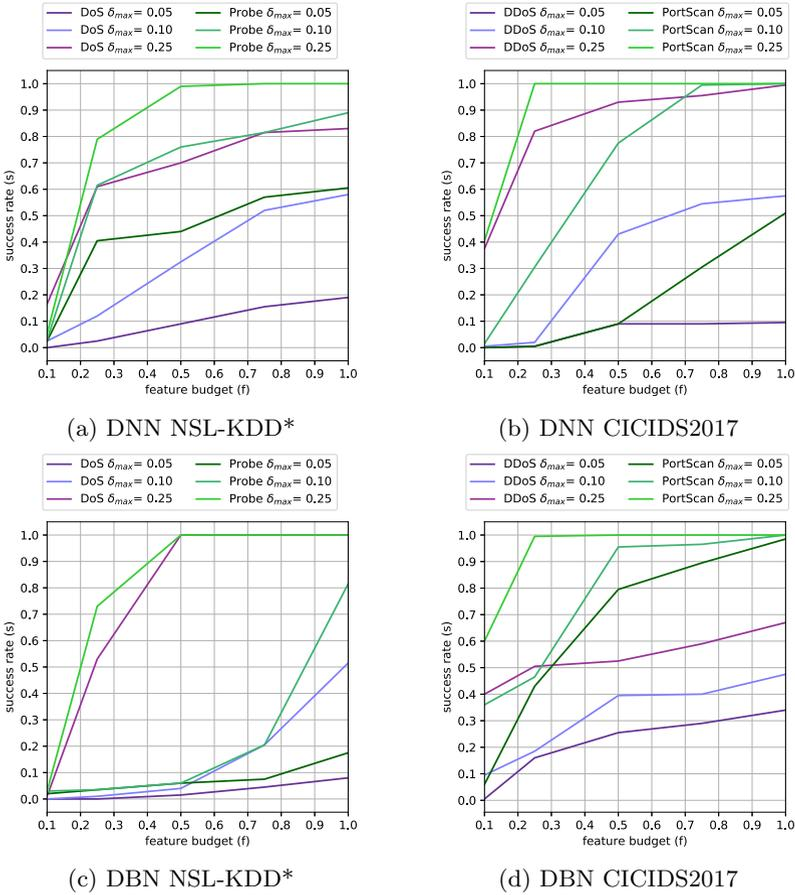 DoS δmax= 0.05 Probe δmax= 0.05
DoS δmax= 0.10 Probe δmax= 0.10
DoS δmax= 0.25 Probe δmax= 0.25
1.0
0.9
0.8
0.7
0.6
0.5
0.4
0.3
0.2
0.1
0.0
success rate (s)
0.1 0.2 0.3 0.4 0.5 0.6 0.7 0.8 0.9 1.0
feature budget (f)
(a) DNN NSL-KDD*
DDoS δmax= 0.05 PortScan δmax= 0.05
DDoS δmax= 0.10 PortScan δmax= 0.10
DDoS δmax= 0.25 PortScan δmax= 0.25
1.0
0.9
0.8
0.7
0.6
0.5
0.4
0.3
0.2
0.1
0.0
success rate (s)
0.1 0.2 0.3 0.4 0.5 0.6 0.7 0.8 0.9 1.0
feature budget (f)
(b) DNN CICIDS2017
DoS δmax= 0.05 Probe δmax= 0.05
DoS δmax= 0.10 Probe δmax= 0.10
DoS δmax= 0.25 Probe δmax= 0.25
1.0
0.9
0.8
0.7
0.6
0.5
0.4
0.3
0.2
0.1
0.0
success rate (s)
0.1 0.2 0.3 0.4 0.5 0.6 0.7 0.8 0.9 1.0
feature budget (f)
(c) DBN NSL-KDD*
DDoS δmax= 0.05 PortScan δmax= 0.05
DDoS δmax= 0.10 PortScan δmax= 0.10
DDoS δmax= 0.25 PortScan δmax= 0.25
1.0
0.9
0.8
0.7
0.6
0.5
0.4
0.3
0.2
0.1
0.0
success rate (s)
0.1 0.2 0.3 0.4 0.5 0.6 0.7 0.8 0.9 1.0
feature budget (f)
(d) DBN CICIDS2017